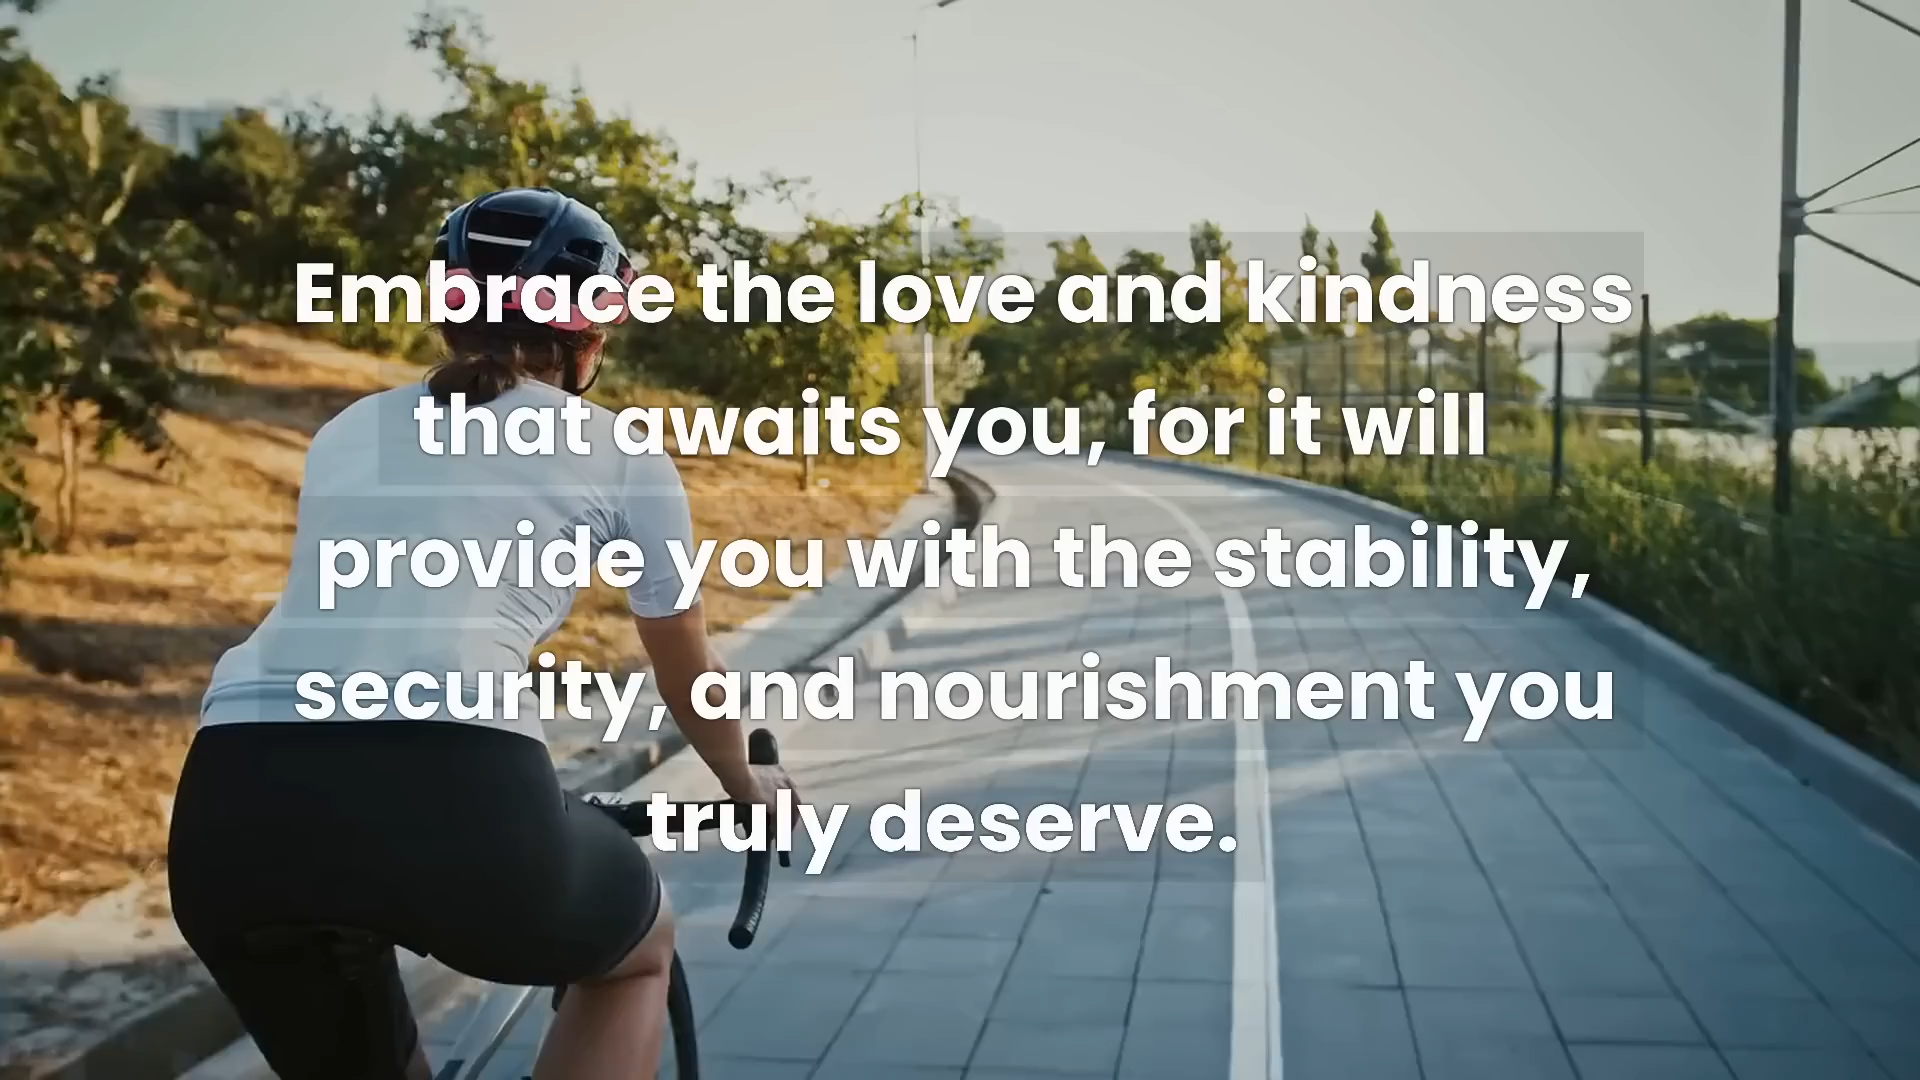 Embrace the love and kindness
that awaits you, for it will
provide you with the stability,
security, and nourishment you
truly deserve.